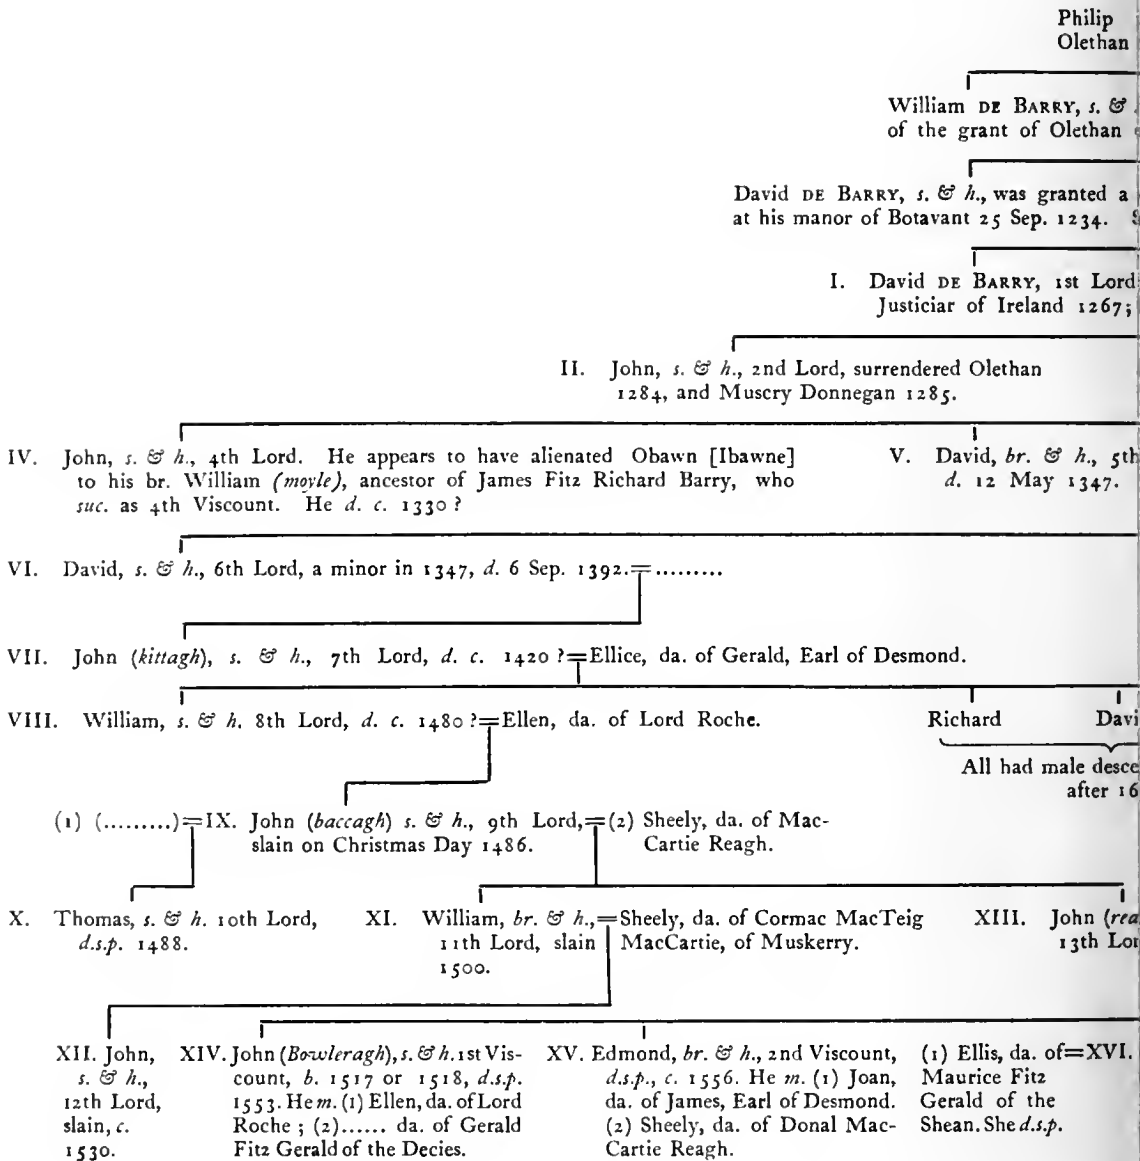 Philip
Olethan
William DE BARRY, s. & 
of the grant of Olethan
David DE BARRY, s. & h., was granted a
at his manor of Botavant 25 Sep. 1234.
I. David DE BARRY, 1st Lord
Justiciar of Ireland 1267;
II. John, s. & h., 2nd Lord, surrendered Olethan
1284, and Muscry Donnegan 1285.
IV. John, s. & h., 4th Lord. He appears to have alienated Obawn [Ibawne]
to his br. William (moyle), ancestor of James Fitz Richard Barry, who
suc. as 4th Viscount. He d. c. 1330 ?
V. David, br. & h., 5th
d. 12 May 1347.
VI. David, s. & h., 6th Lord, a minor in 1347, d. 6 Sep. 1392.=.........
VII. John (kittagh), s. & h., 7th Lord, d. c. 1420 ?=Ellice, da. of Gerald, Earl of Desmond.
VIII. William, s. & h. 8th Lord, d. c. 1480 ?=Ellen, da. of Lord Roche. Richard Davi
All had male desce
after 16
(1) (.........)=IX. John (baccagh) s. & h., 9th Lord,=(2) Sheely, da. of Mac-
slain on Christmas Day 1486. Cartie Reagh.
X. Thomas, s. & h. 10th Lord,
d.s.p. 1488.
XI. William, br. & h.,=Sheely, da. of Cormac MacTeig
11th Lord, slain MacCartie, of Muskerry.
1500.
XIII. John (rea
13th Lor
XII. John,
s. & h.,
12th Lord,
slain, c.
1530.
XIV. John (Bowleragh), s. & h. 1st Vis-
count, b. 1517 or 1518, d.s.p.
1553. He m. (1) Ellen, da. of Lord
Roche ; (2)...... da. of Gerald
Fitz Gerald of the Decies.
XV. Edmond, br. & h., 2nd Viscount,
d.s.p., c. 1556. He m. (1) Joan,
da. of James, Earl of Desmond.
(2) Sheely, da. of Donal Mac-
Cartie Reagh.
(1) Ellis, da. of=XVI.
Maurice Fitz
Gerald of the
Shean. She d.s.p.